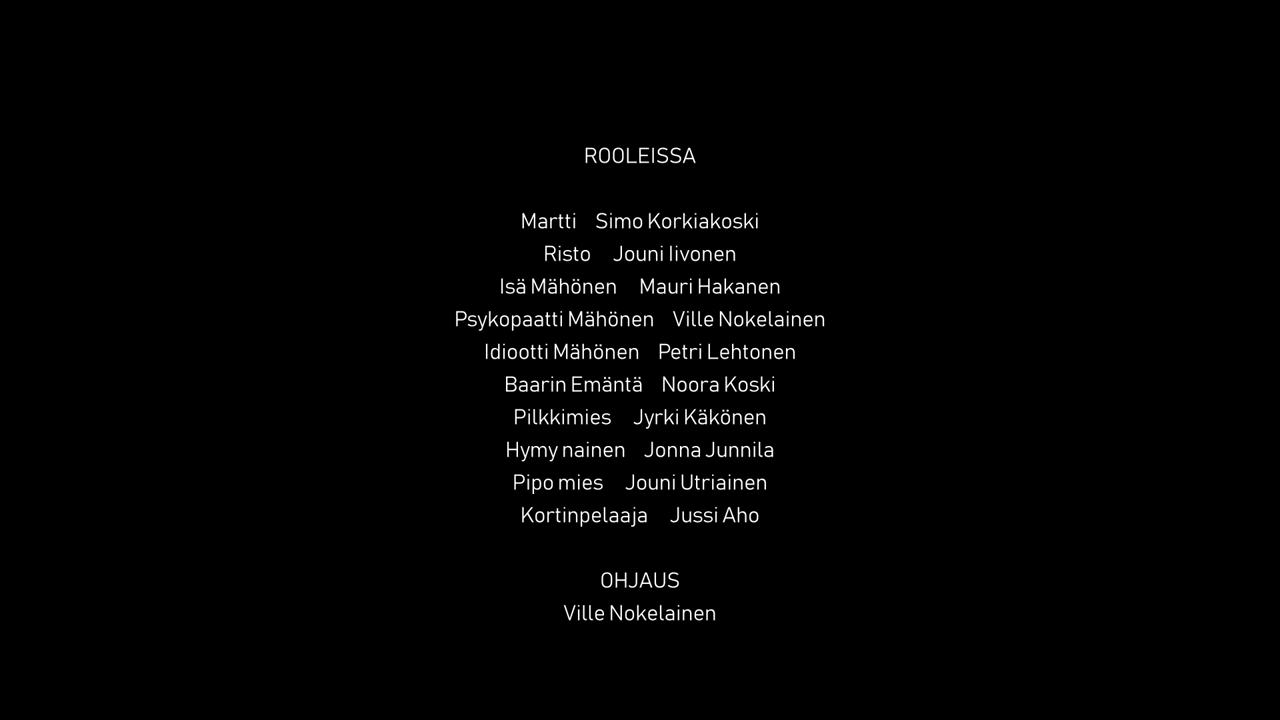 ROOLEISSA
Martti Simo Korkiakoski
Risto Jouni Iivonen
Isä Mähönen Mauri Hakanen
Psykopaatti Mähönen Ville Nokelainen
Idiootti Mähönen Petri Lehtonen
Baarin Emäntä Noora Koski
Pilkkimies Jyrki Käkönen
Hymy nainen Jonna Junnila
Pipo mies Jouni Utriainen
Kortinpelaaja Jussi Aho
OHJAUS
Ville Nokelainen